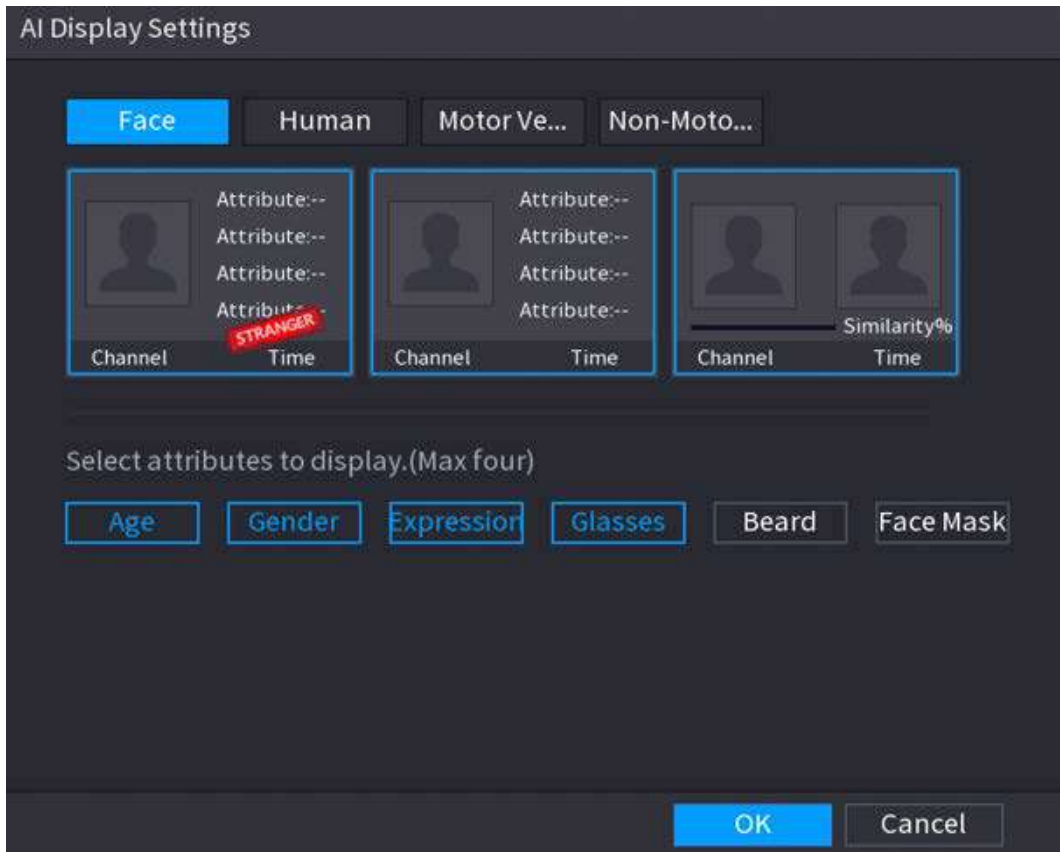 AI Display Settings
Face Human Motor Ve... Non-Moto...
Attribute:-- Attribute:--
Attribute:-- Attribute:--
Attribute:-- Attribute:--
Attribute:-- Attribute:--
STRANGER Similarity%
Channel Time Channel Time Channel Time
Select attributes to display.(Max four)
Age Gender Expression Glasses Beard Face Mask
OK Cancel